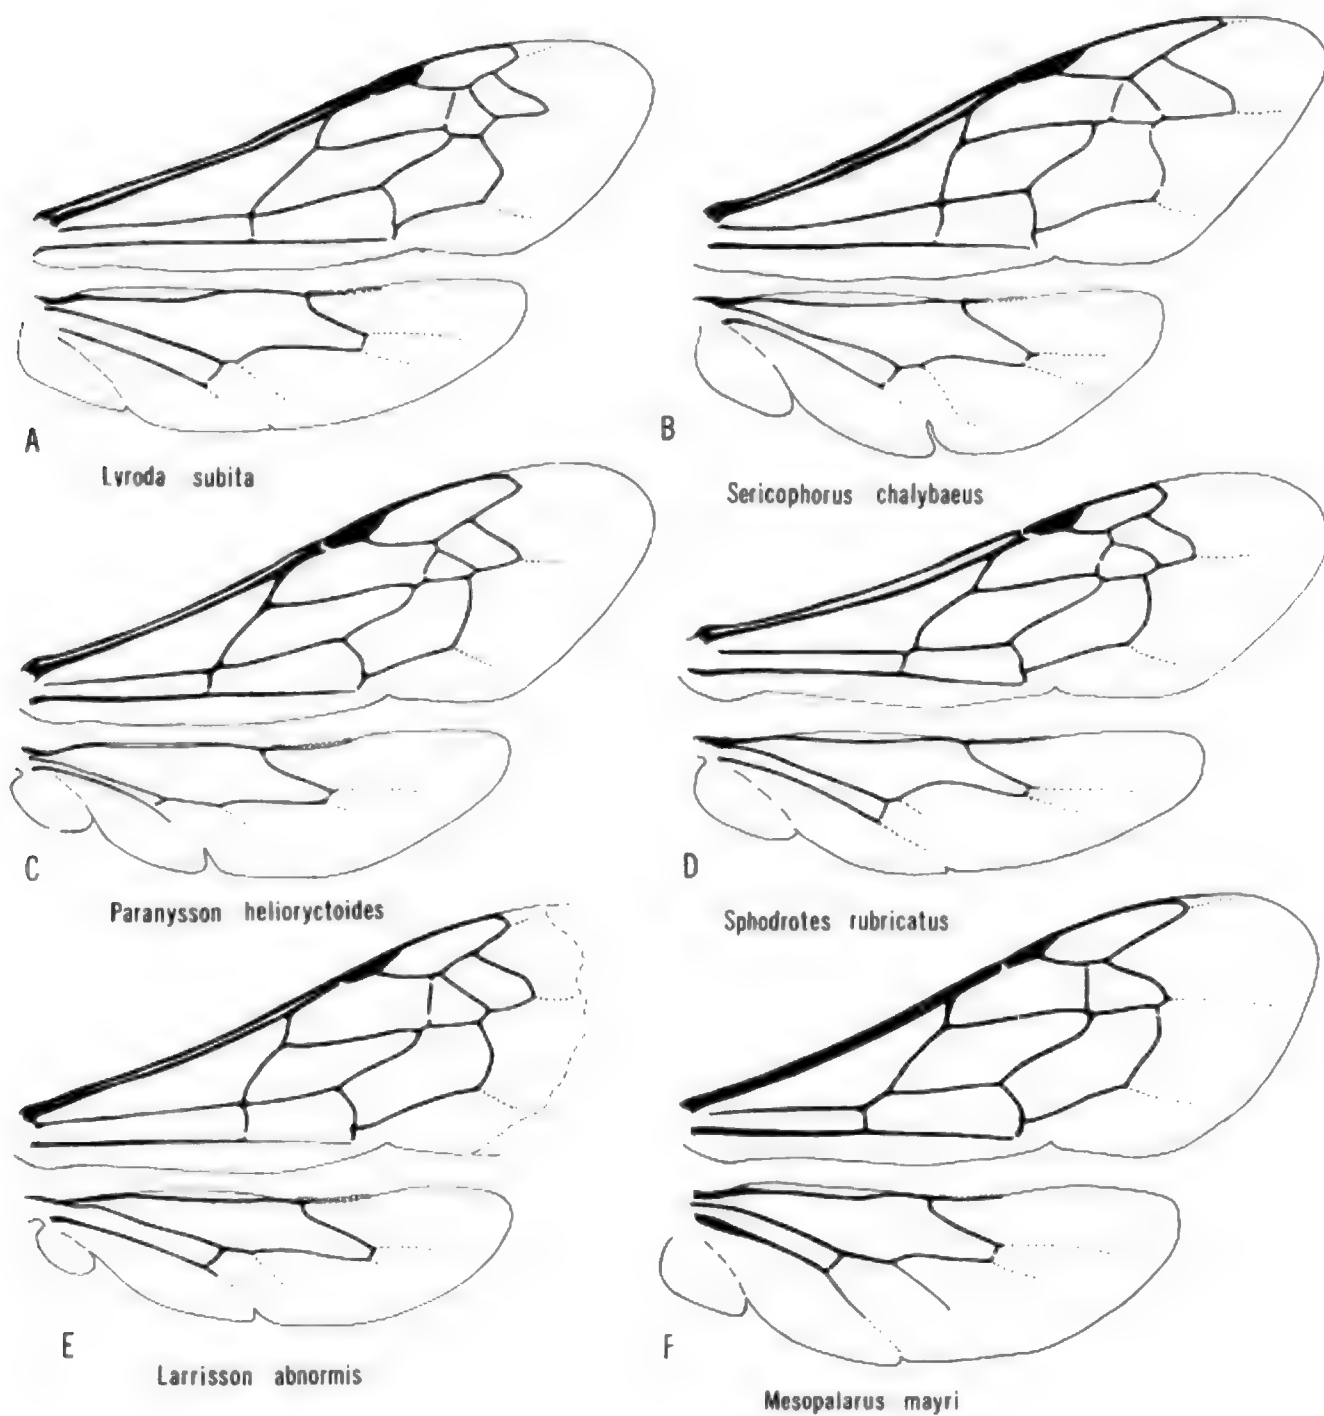 A
Lyroda subita
B
Sericophorus chalybaeus
C
Paranysson helioryctoides
D
Sphodrotes rubricatus
E
Larrisson abnormis
F
Mesopalarus mayri